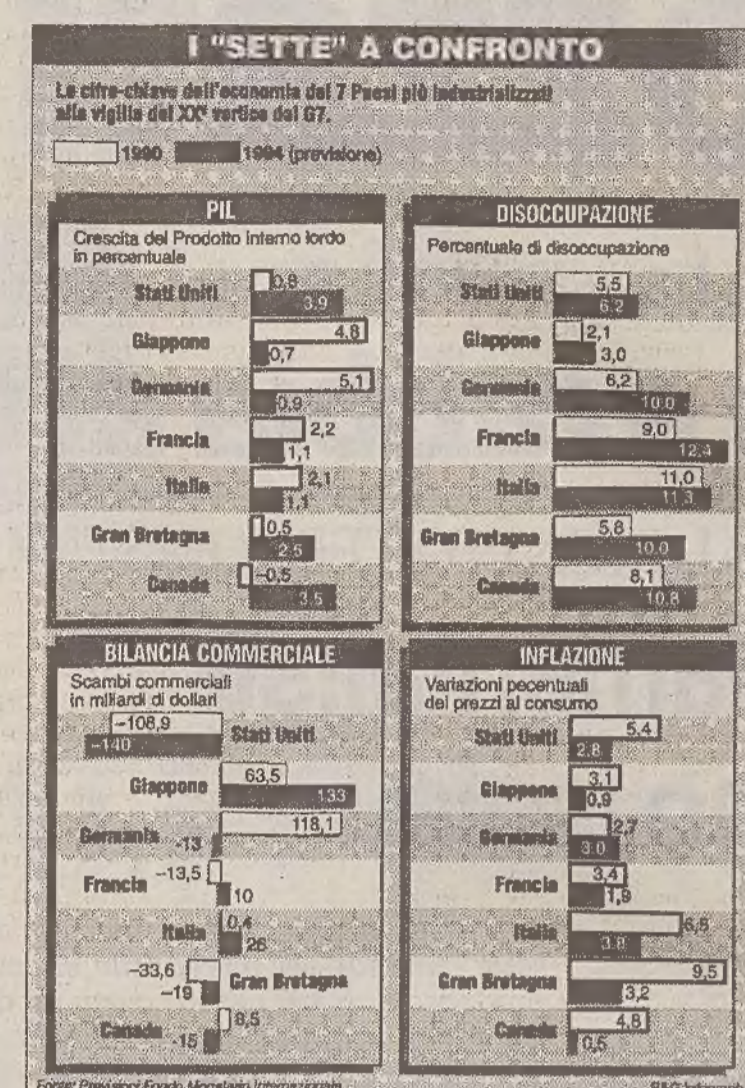 I "SETTE" A CONFRONTO
Le cifre-chiave dell'economia dei 7 Paesi più industrializzati
alla vigilia del XX° vertice del G7.
1990 1994 (previsione)
PIL
Crescita del Prodotto Interno lordo
in percentuale
Stati Uniti 0,8
3,9
Giappone 4,8
0,7
Germania 5,1
0,9
Francia 2,2
1,1
Italia 2,1
1,1
Gran Bretagna 0,5
2,5
Canada -0,5
3,5
DISOCCUPAZIONE
Percentuale di disoccupazione
Stati Uniti 5,5
6,2
Giappone 2,1
3,0
Germania 6,2
10,0
Francia 9,0
12,4
Italia 11,0
11,3
Gran Bretagna 5,8
10,0
Canada 8,1
10,8
BILANCIA COMMERCIALE
Scambi commerciali
in miliardi di dollari
-108,9
-140 Stati Uniti
Giappone 63,5
133
Germania 118,1
-13
Francia -13,5
10
Italia 0,4
26
-33,6 Gran Bretagna
-19
Canada 8,5
-15
INFLAZIONE
Variazioni pecentuali
dei prezzi al consumo
Stati Uniti 5,4
2,8
Giappone 3,1
0,9
Germania 2,7
3,0
Francia 3,4
1,9
Italia 6,5
3,8
Gran Bretagna 9,5
3,2
Canada 4,8
0,5
Fonte: Previsioni Fondo Monetario Internazionale